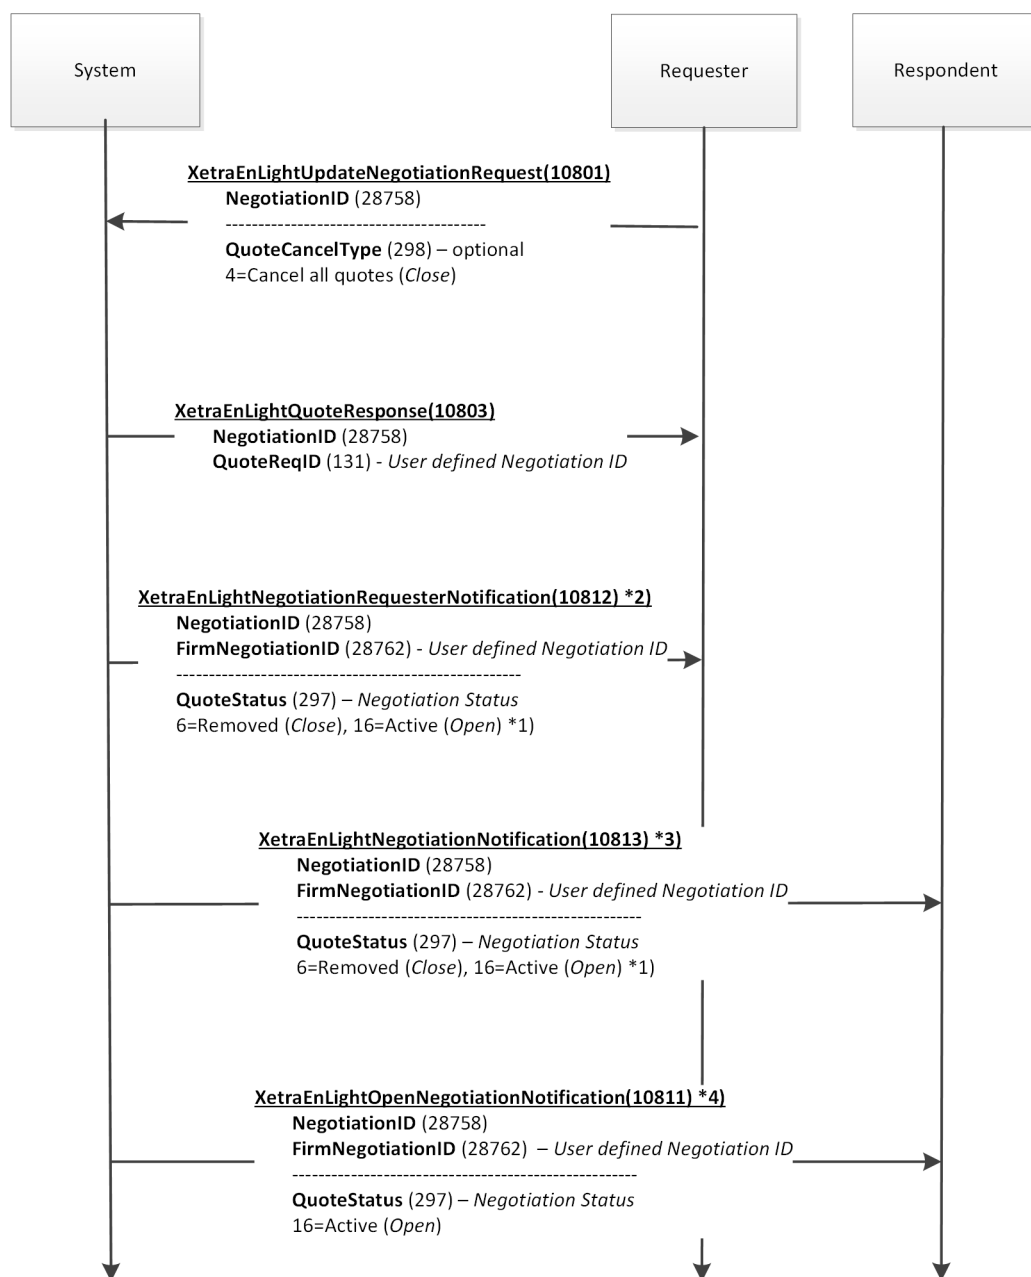 System
Requester
Respondent
XetraEnLightUpdateNegotiationRequest(10801)
NegotiationID (28758)
----------------------------------------
QuoteCancelType (298) – optional
4=Cancel all quotes (Close)
XetraEnLightQuoteResponse(10803)
NegotiationID (28758)
QuoteReqID (131) - User defined Negotiation ID
XetraEnLightNegotiationRequesterNotification(10812) *2)
NegotiationID (28758)
FirmNegotiationID (28762) - User defined Negotiation ID
-----------------------------------------------------
QuoteStatus (297) – Negotiation Status
6=Removed (Close), 16=Active (Open) *1)
XetraEnLightNegotiationNotification(10813) *3)
NegotiationID (28758)
FirmNegotiationID (28762) - User defined Negotiation ID
-----------------------------------------------------
QuoteStatus (297) – Negotiation Status
6=Removed (Close), 16=Active (Open) *1)
XetraEnLightOpenNegotiationNotification(10811) *4)
NegotiationID (28758)
FirmNegotiationID (28762) – User defined Negotiation ID
-----------------------------------------------------
QuoteStatus (297) – Negotiation Status
16=Active (Open)